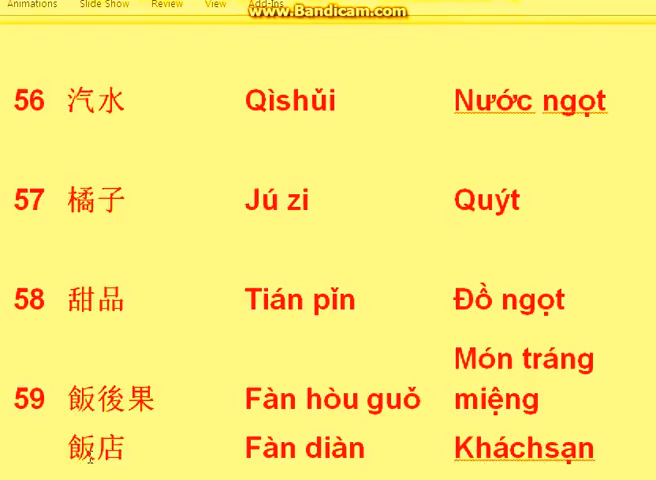 Animations Slide Show Review View Add-Ins
www.Bandicam.com
56 汽水 Qìshǔi Nước ngọt
57 橘子 Jú zi Quýt
58 甜品 Tián pǐn Đồ ngọt
Món tráng
59 飯後果 Fàn hòu guǒ miệng
飯店 Fàn diàn Kháchsạn